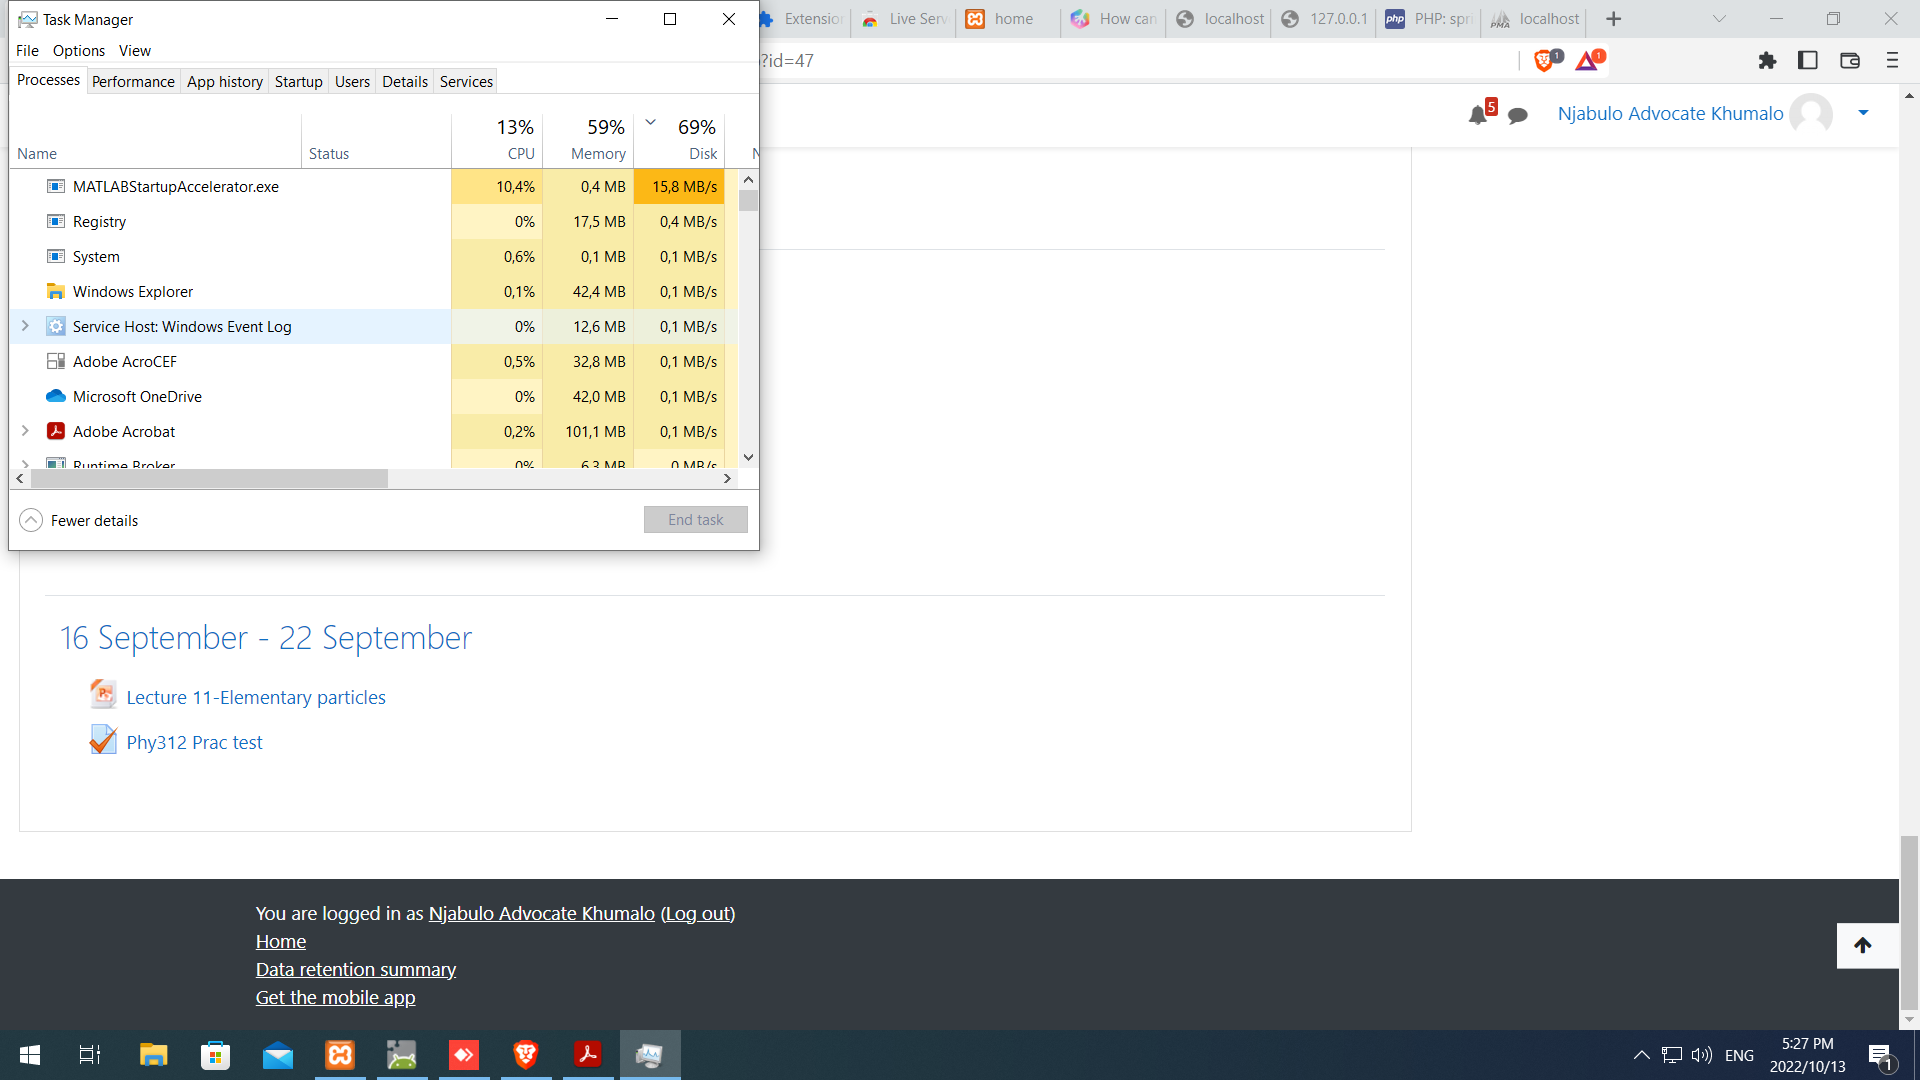 Task Manager
File Options View
Processes Performance App history Startup Users Details Services
13% 59% 69%
Name Status CPU Memory Disk
MATLABStartupAccelerator.exe 10,4% 0,4 MB 15,8 MB/s
Registry 0% 17,5 MB 0,4 MB/s
System 0,6% 0,1 MB 0,1 MB/s
Windows Explorer 0,1% 42,4 MB 0,1 MB/s
Service Host: Windows Event Log 0% 12,6 MB 0,1 MB/s
Adobe AcroCEF 0,5% 32,8 MB 0,1 MB/s
Microsoft OneDrive 0% 42,0 MB 0,1 MB/s
Adobe Acrobat 0,2% 101,1 MB 0,1 MB/s
Runtime Broker 0% 6,3 MB 0 MB/s
Fewer details End task
Extension Live Serv home How can localhost 127.0.0.1 php PHP: spri PMA localhost
?id=47 1 1
5 Njabulo Advocate Khumalo
16 September - 22 September
Lecture 11-Elementary particles
Phy312 Prac test
You are logged in as Njabulo Advocate Khumalo (Log out)
Home
Data retention summary
Get the mobile app
ENG 5:27 PM
2022/10/13 1